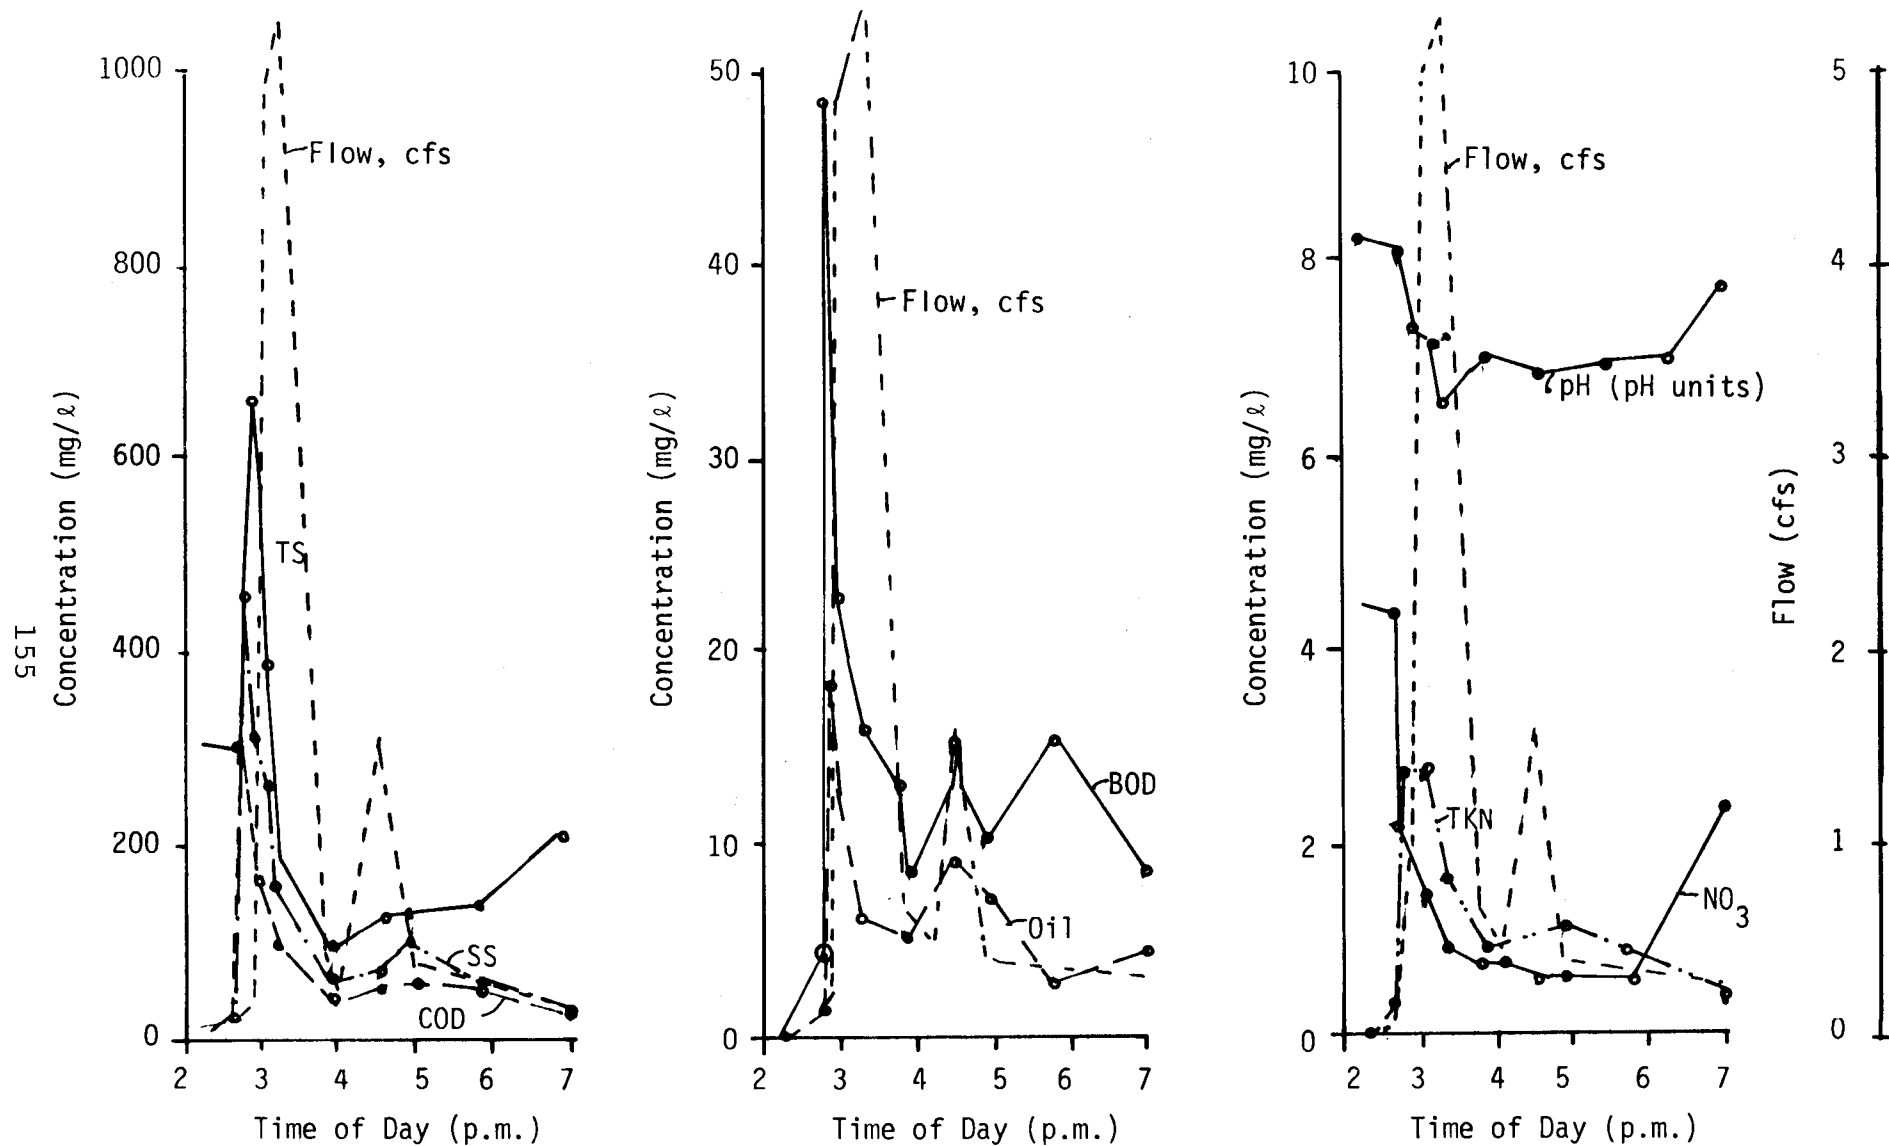 1000
800
600
400
200
0
Concentration (mg/ℓ)
Flow, cfs
TS
SS
COD
2 3 4 5 6 7
Time of Day (p.m.)
50
40
30
20
10
0
Concentration (mg/ℓ)
Flow, cfs
BOD
Oil
2 3 4 5 6 7
Time of Day (p.m.)
10
8
6
4
2
0
Concentration (mg/ℓ)
Flow, cfs
pH (pH units)
TKN
NO3
2 3 4 5 6 7
Time of Day (p.m.)
5
4
3
2
1
0
Flow (cfs)
155